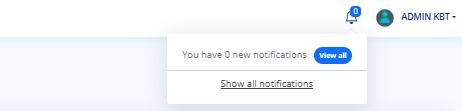 0
ADMIN KBT
You have 0 new notifications View all
Show all notifications